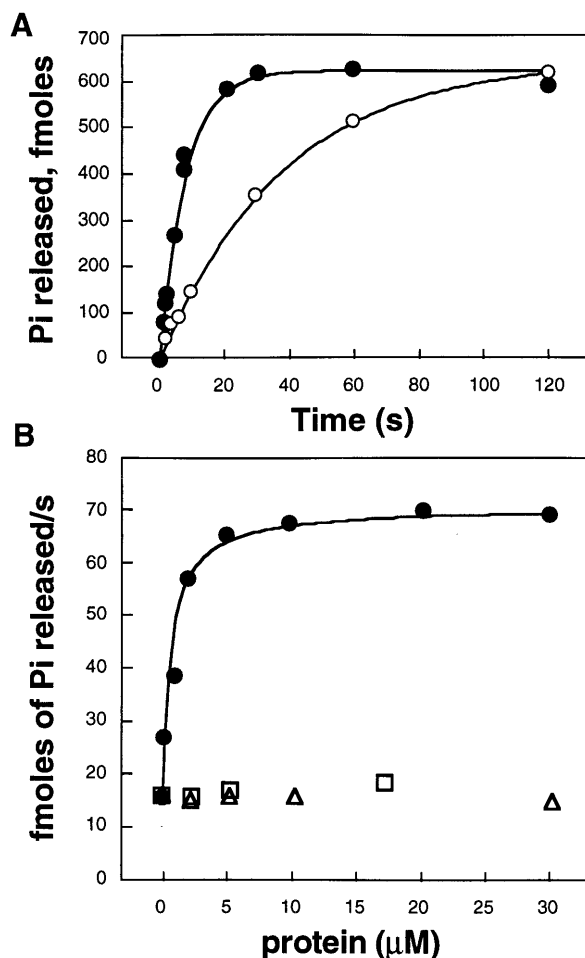 A
Pi released, fmoles
700
600
500
400
300
200
100
0
0 20 40 60 80 100 120
Time (s)
B
fmoles of Pi released/s
80
70
60
50
40
30
20
10
0
0 5 10 15 20 25 30
protein (μM)